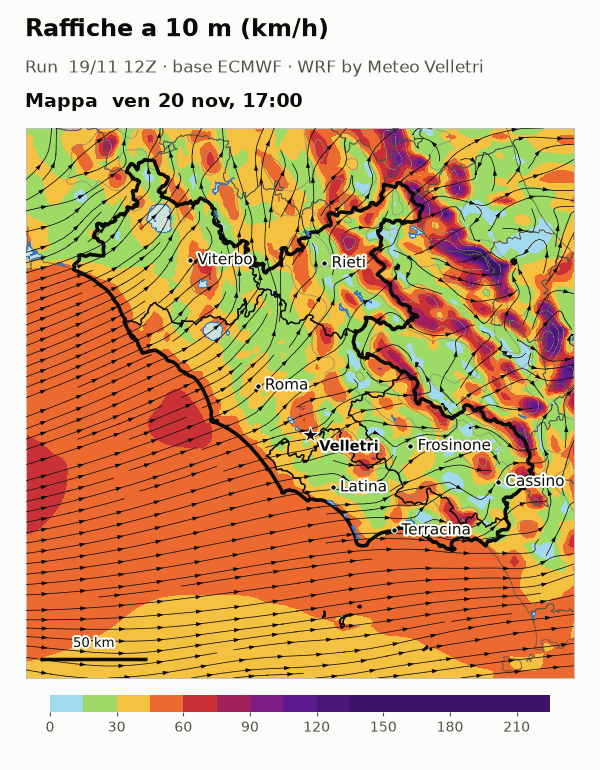 Raffiche a 10 m (km/h)
Run 19/11 12Z · base ECMWF · WRF by Meteo Velletri
Mappa ven 20 nov, 17:00
Viterbo
Rieti
Roma
Velletri
Frosinone
Cassino
Latina
Terracina
50 km
0 30 60 90 120 150 180 210